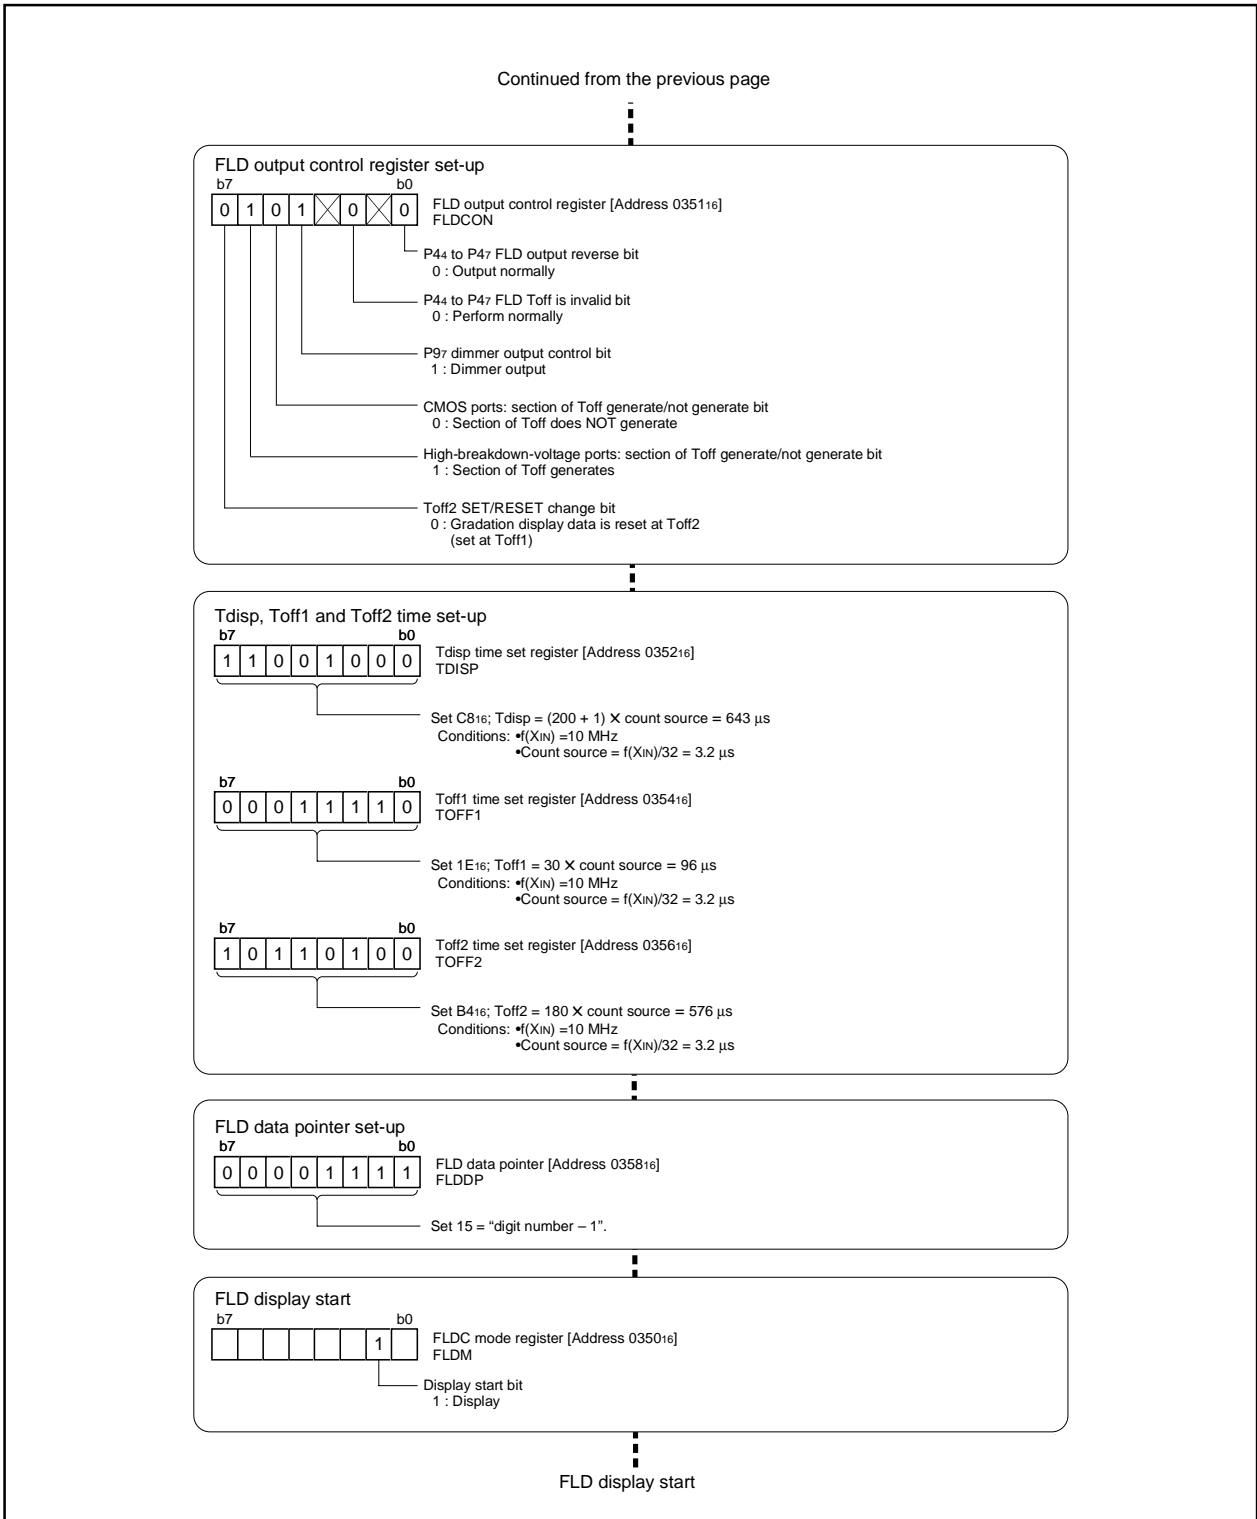 Continued from the previous page
FLD output control register set-up
b7 b0
0 1 0 1 0 0
FLD output control register [Address 035116]
FLDCON
P44 to P47 FLD output reverse bit
0 : Output normally
P44 to P47 FLD Toff is invalid bit
0 : Perform normally
P97 dimmer output control bit
1 : Dimmer output
CMOS ports: section of Toff generate/not generate bit
0 : Section of Toff does NOT generate
High-breakdown-voltage ports: section of Toff generate/not generate bit
1 : Section of Toff generates
Toff2 SET/RESET change bit
0 : Gradation display data is reset at Toff2
(set at Toff1)
Tdisp, Toff1 and Toff2 time set-up
b7 b0
1 1 0 0 1 0 0 0
Tdisp time set register [Address 035216]
TDISP
Set C816; Tdisp = (200 + 1) × count source = 643 μs
Conditions: •f(XIN) =10 MHz
•Count source = f(XIN)/32 = 3.2 μs
b7 b0
0 0 0 1 1 1 1 0
Toff1 time set register [Address 035416]
TOFF1
Set 1E16; Toff1 = 30 × count source = 96 μs
Conditions: •f(XIN) =10 MHz
•Count source = f(XIN)/32 = 3.2 μs
b7 b0
1 0 1 1 0 1 0 0
Toff2 time set register [Address 035616]
TOFF2
Set B416; Toff2 = 180 × count source = 576 μs
Conditions: •f(XIN) =10 MHz
•Count source = f(XIN)/32 = 3.2 μs
FLD data pointer set-up
b7 b0
0 0 0 0 1 1 1 1
FLD data pointer [Address 035816]
FLDDP
Set 15 = “digit number – 1”.
FLD display start
b7 b0
1
FLDC mode register [Address 035016]
FLDM
Display start bit
1 : Display
FLD display start